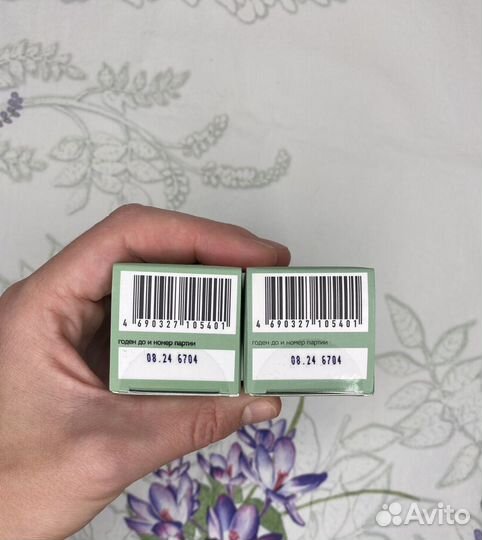 4 690327 105401
годен до и номер партии
08.24 6704
4 690327 105401
годен до и номер партии
08.24 6704
Avito